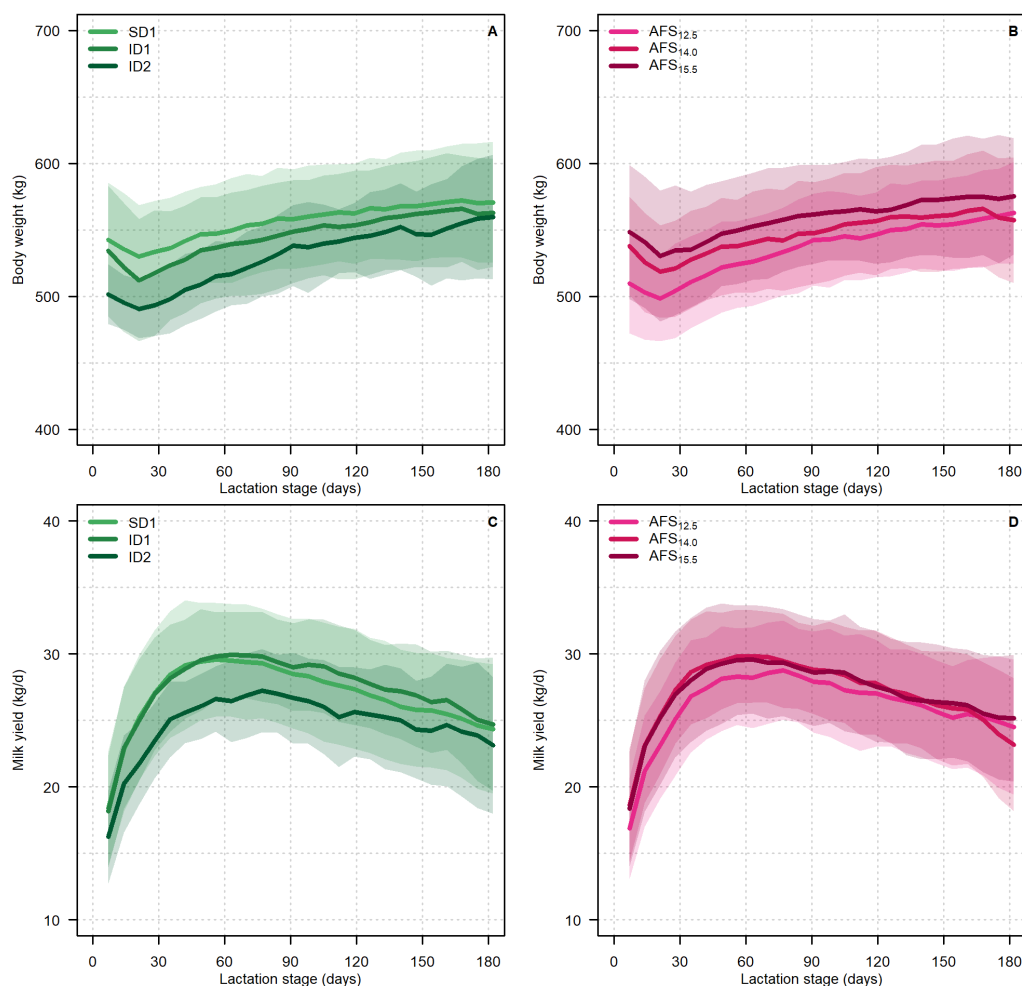 A
SD1
ID1
ID2
700
600
500
400
Body weight (kg)
0 30 60 90 120 150 180
Lactation stage (days)
B
AFS12.5
AFS14.0
AFS15.5
700
600
500
400
Body weight (kg)
0 30 60 90 120 150 180
Lactation stage (days)
C
SD1
ID1
ID2
40
30
20
10
Milk yield (kg/d)
0 30 60 90 120 150 180
Lactation stage (days)
D
AFS12.5
AFS14.0
AFS15.5
40
30
20
10
Milk yield (kg/d)
0 30 60 90 120 150 180
Lactation stage (days)